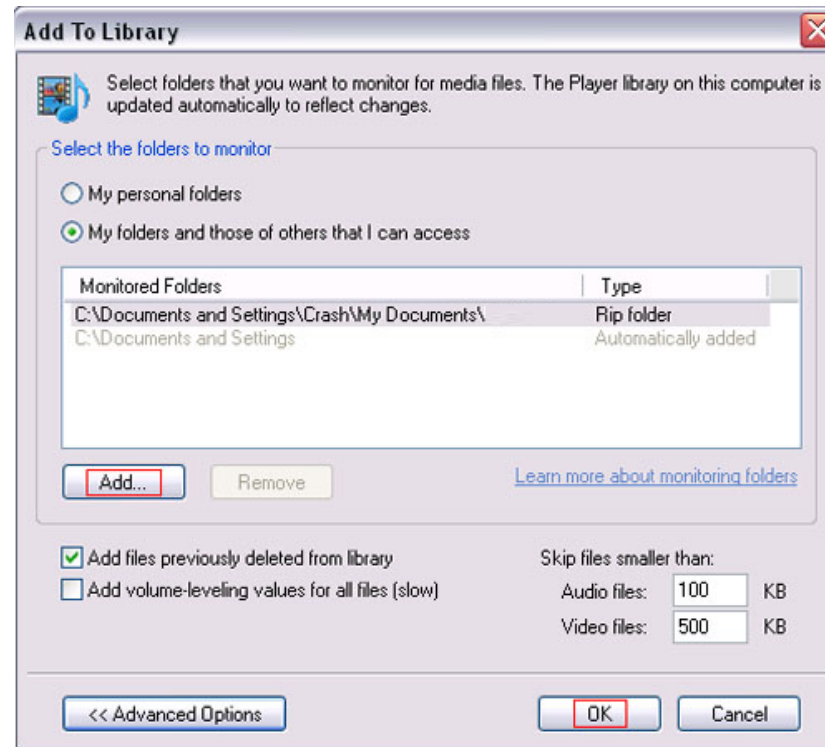 Add To Library
Select folders that you want to monitor for media files. The Player library on this computer is
updated automatically to reflect changes.
Select the folders to monitor
My personal folders
My folders and those of others that I can access
Monitored Folders Type
C:\Documents and Settings\Crash\My Documents\ Rip folder
C:\Documents and Settings Automatically added
Add... Remove Learn more about monitoring folders
Add files previously deleted from library Skip files smaller than:
Add volume-leveling values for all files (slow) Audio files: 100 KB
Video files: 500 KB
<< Advanced Options OK Cancel